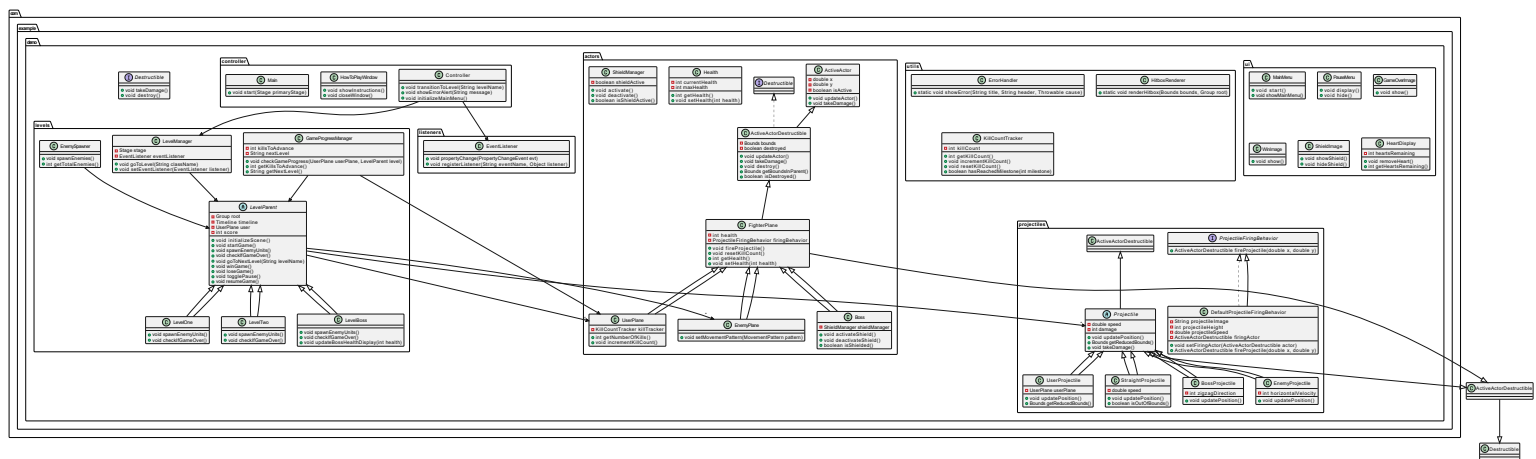 com
example
demo
Destructible
void takeDamage()
void destroy()
controller
Main
void start(Stage primaryStage)
HowToPlayWindow
void showInstructions()
void closeWindow()
Controller
void transitionToLevel(String levelName)
void showErrorAlert(String message)
void initializeMainMenu()
levels
EnemySpawner
void spawnEnemies()
int getTotalEnemies()
LevelManager
Stage stage
EventListener eventListener
void goToLevel(String className)
void setEventListener(EventListener listener)
GameProgressManager
int killsToAdvance
String nextLevel
void checkGameProgress(UserPlane userPlane, LevelParent level)
int getKillsToAdvance()
String getNextLevel()
LevelParent
Group root
Timeline timeline
UserPlane user
int score
void initializeScene()
void startGame()
void spawnEnemyUnits()
void checkIfGameOver()
void goToNextLevel(String levelName)
void winGame()
void loseGame()
void togglePause()
void resumeGame()
LevelOne
void spawnEnemyUnits()
void checkIfGameOver()
LevelTwo
void spawnEnemyUnits()
void checkIfGameOver()
LevelBoss
void spawnEnemyUnits()
void checkIfGameOver()
void updateBossHealthDisplay(int health)
listeners
EventListener
void propertyChange(PropertyChangeEvent evt)
void registerListener(String eventName, Object listener)
actors
ShieldManager
boolean shieldActive
void activate()
void deactivate()
boolean isShieldActive()
Health
int currentHealth
int maxHealth
int getHealth()
void setHealth(int health)
Destructible
ActiveActor
double x
double y
boolean isActive
void updateActor()
void takeDamage()
ActiveActorDestructible
Bounds bounds
boolean destroyed
void updateActor()
void takeDamage()
void destroy()
Bounds getBoundsInParent()
boolean isDestroyed()
FighterPlane
int health
ProjectileFiringBehavior firingBehavior
void fireProjectile()
void resetKillCount()
int getHealth()
void setHealth(int health)
UserPlane
KillCountTracker killTracker
int getNumberOfKills()
void incrementKillCount()
EnemyPlane
void setMovementPattern(MovementPattern pattern)
Boss
ShieldManager shieldManager
void activateShield()
void deactivateShield()
boolean isShielded()
utils
ErrorHandler
static void showError(String title, String header, Throwable cause)
HitboxRenderer
static void renderHitbox(Bounds bounds, Group root)
KillCountTracker
int killCount
int getKillCount()
void incrementKillCount()
void resetKillCount()
boolean hasReachedMilestone(int milestone)
ui
MainMenu
void start()
void showMainMenu()
PauseMenu
void display()
void hide()
GameOverImage
void show()
WinImage
void show()
ShieldImage
void showShield()
void hideShield()
HeartDisplay
int heartsRemaining
void removeHeart()
int getHeartsRemaining()
projectiles
ActiveActorDestructible
ProjectileFiringBehavior
ActiveActorDestructible fireProjectile(double x, double y)
Projectile
double speed
int damage
void updatePosition()
Bounds getReducedBounds()
void takeDamage()
DefaultProjectileFiringBehavior
String projectileImage
int projectileHeight
double projectileSpeed
ActiveActorDestructible firingActor
void setFiringActor(ActiveActorDestructible actor)
ActiveActorDestructible fireProjectile(double x, double y)
UserProjectile
UserPlane userPlane
void updatePosition()
Bounds getReducedBounds()
StraightProjectile
double speed
void updatePosition()
boolean isOutOfBounds()
BossProjectile
int zigzagDirection
void updatePosition()
EnemyProjectile
int horizontalVelocity
void updatePosition()
ActiveActorDestructible
Destructible